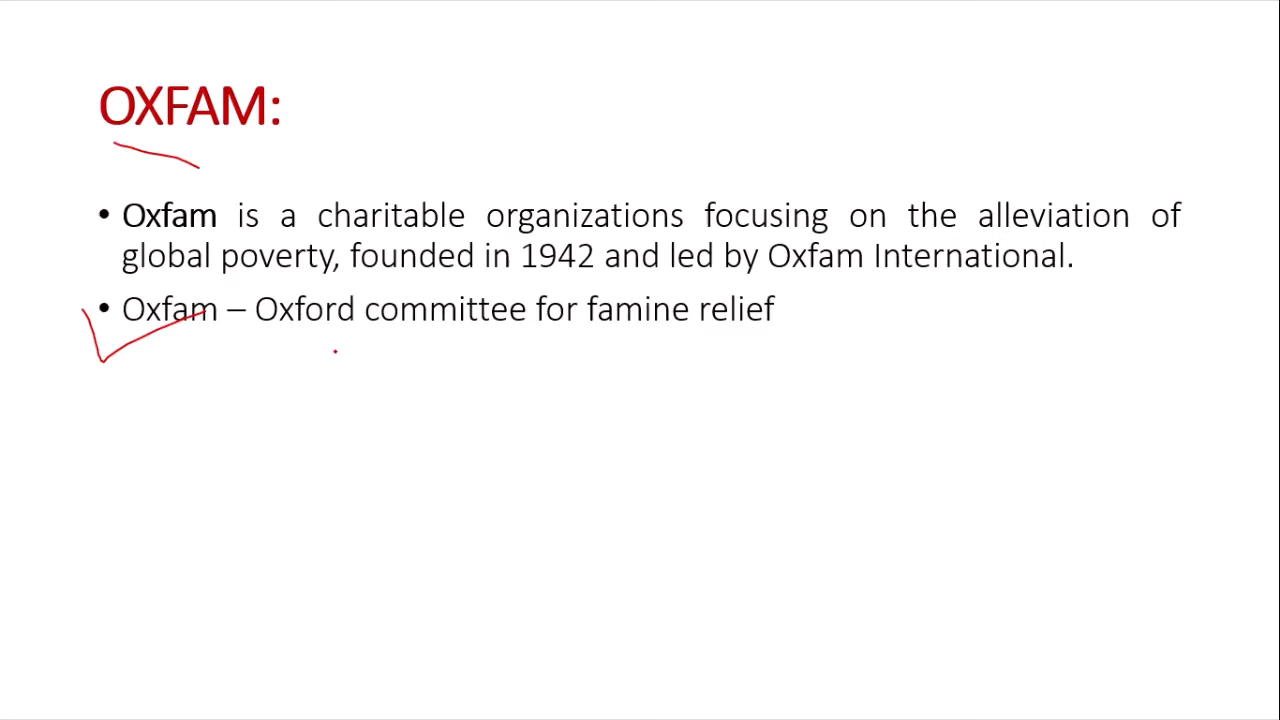 OXFAM:
• Oxfam is a charitable organizations focusing on the alleviation of
global poverty, founded in 1942 and led by Oxfam International.
• Oxfam – Oxford committee for famine relief